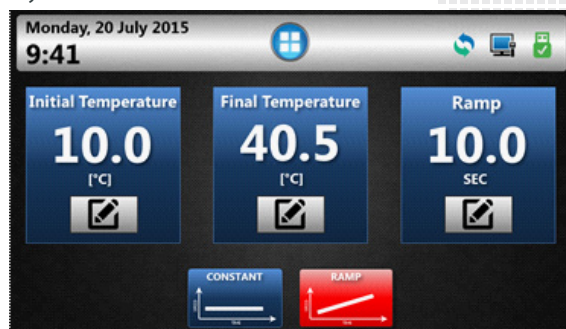 Monday, 20 July 2015
9:41
Initial Temperature
10.0
[°C]
Final Temperature
40.5
[°C]
Ramp
10.0
SEC
CONSTANT
RAMP